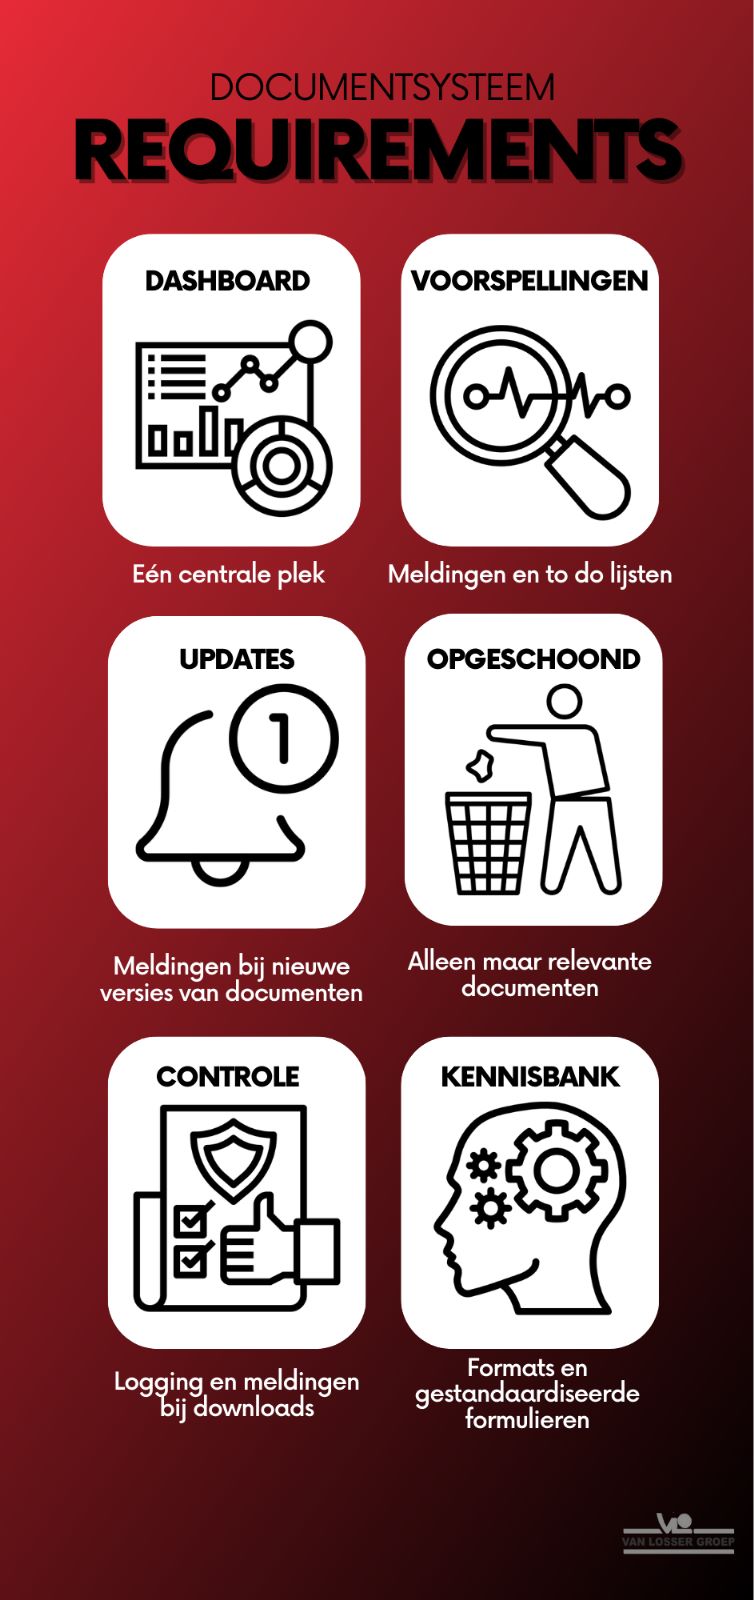 DOCUMENTSYSTEEM
REQUIREMENTS
DASHBOARD
Eén centrale plek
VOORSPELLINGEN
Meldingen en to do lijsten
UPDATES
1
Meldingen bij nieuwe
versies van documenten
OPGESCHOOND
Alleen maar relevante
documenten
CONTROLE
Logging en meldingen
bij downloads
KENNISBANK
Formats en
gestandaardiseerde
formulieren
VAN LOSSER GROEP